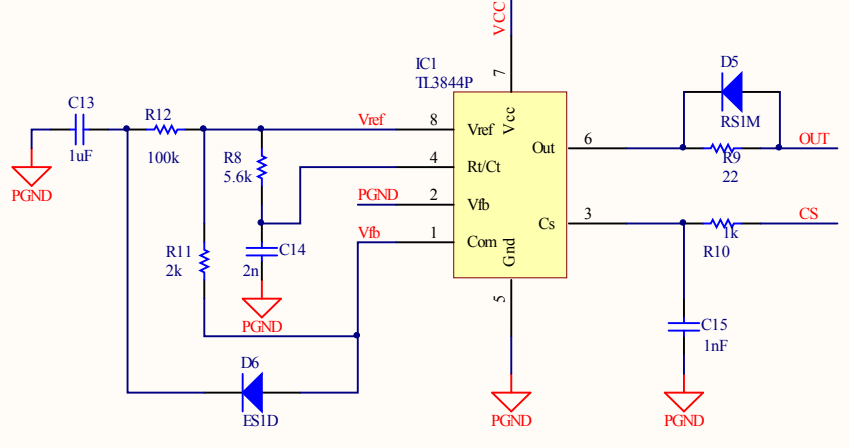 VCC
IC1
TL3844P
7
D5
RS1M
C13
1uF
R12
100k
Vref
8
Vref
Vcc
Out
6
R9
22
OUT
PGND
R8
5.6k
4
Rt/Ct
PGND
2
Vfb
Vfb
1
Com
Gnd
Cs
3
1k
R10
CS
R11
2k
C14
2n
PGND
5
C15
1nF
D6
ES1D
PGND
PGND